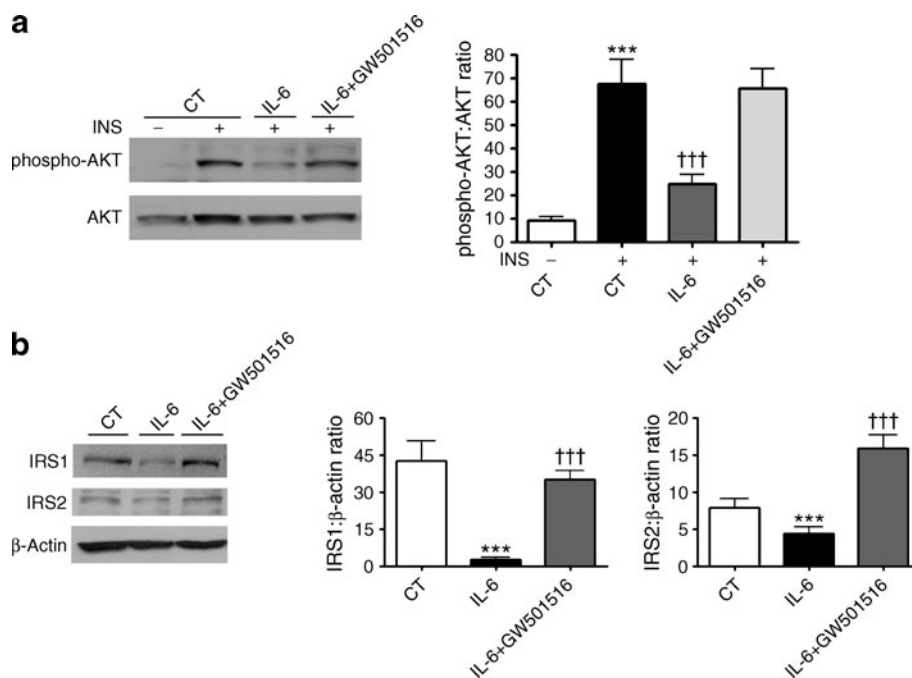 a
CT
IL-6
IL-6+GW501516
INS
– + + +
phospho-AKT
AKT
phospho-AKT:AKT ratio
80
70
60
50
40
30
20
10
0
***
†††
INS – + + +
CT
CT
IL-6
IL-6+GW501516
b
CT
IL-6
IL-6+GW501516
IRS1
IRS2
β-Actin
IRS1:β-actin ratio
60
45
30
15
0
***
†††
CT
IL-6
IL-6+GW501516
IRS2:β-actin ratio
20
15
10
5
0
***
†††
CT
IL-6
IL-6+GW501516